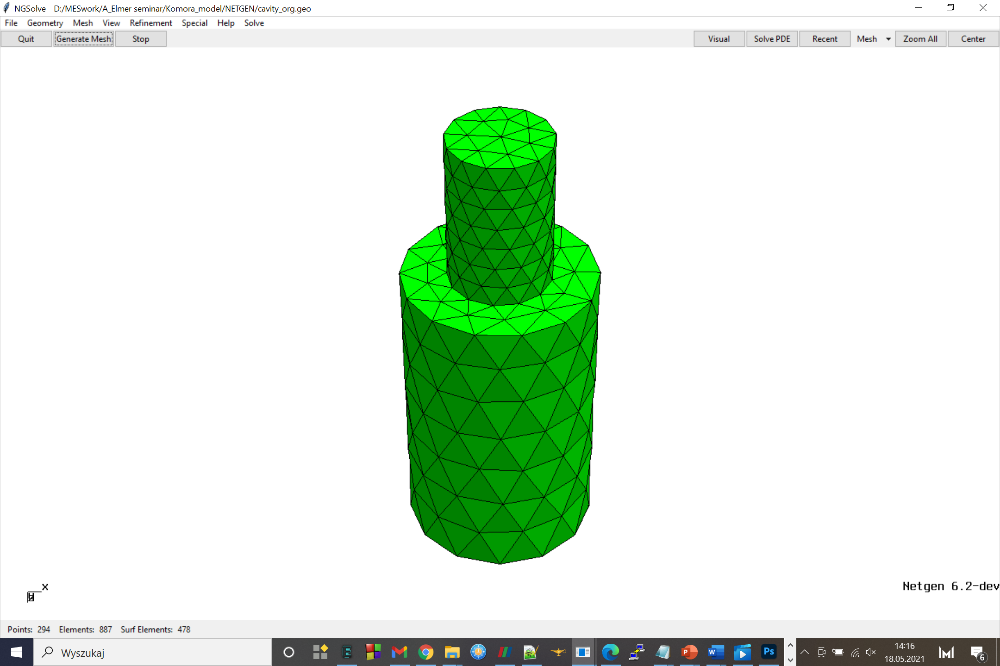 NGSolve - D:/MESwork/A_Elmer seminar/Komora_model/NETGEN/cavity_org.geo
File Geometry Mesh View Refinement Special Help Solve
Quit Generate Mesh Stop Visual Solve PDE Recent Mesh Zoom All Center
x
Netgen 6.2-dev
Points: 294 Elements: 887 Surf Elements: 478
Wyszukaj
E
P
W
Ps
14:16
18.05.2021
6